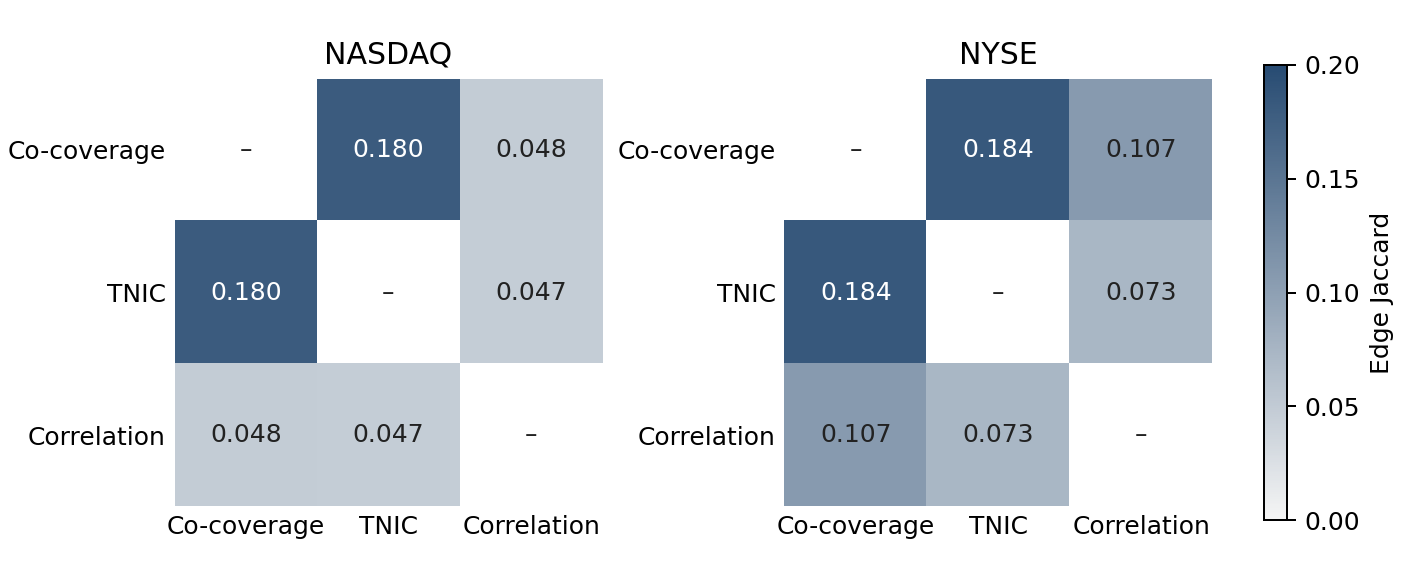 NASDAQ
Co-coverage – 0.180 0.048
TNIC 0.180 – 0.047
Correlation 0.048 0.047 –
Co-coverage TNIC Correlation
NYSE
Co-coverage – 0.184 0.107
TNIC 0.184 – 0.073
Correlation 0.107 0.073 –
Co-coverage TNIC Correlation
0.20
0.15
0.10
0.05
0.00
Edge Jaccard